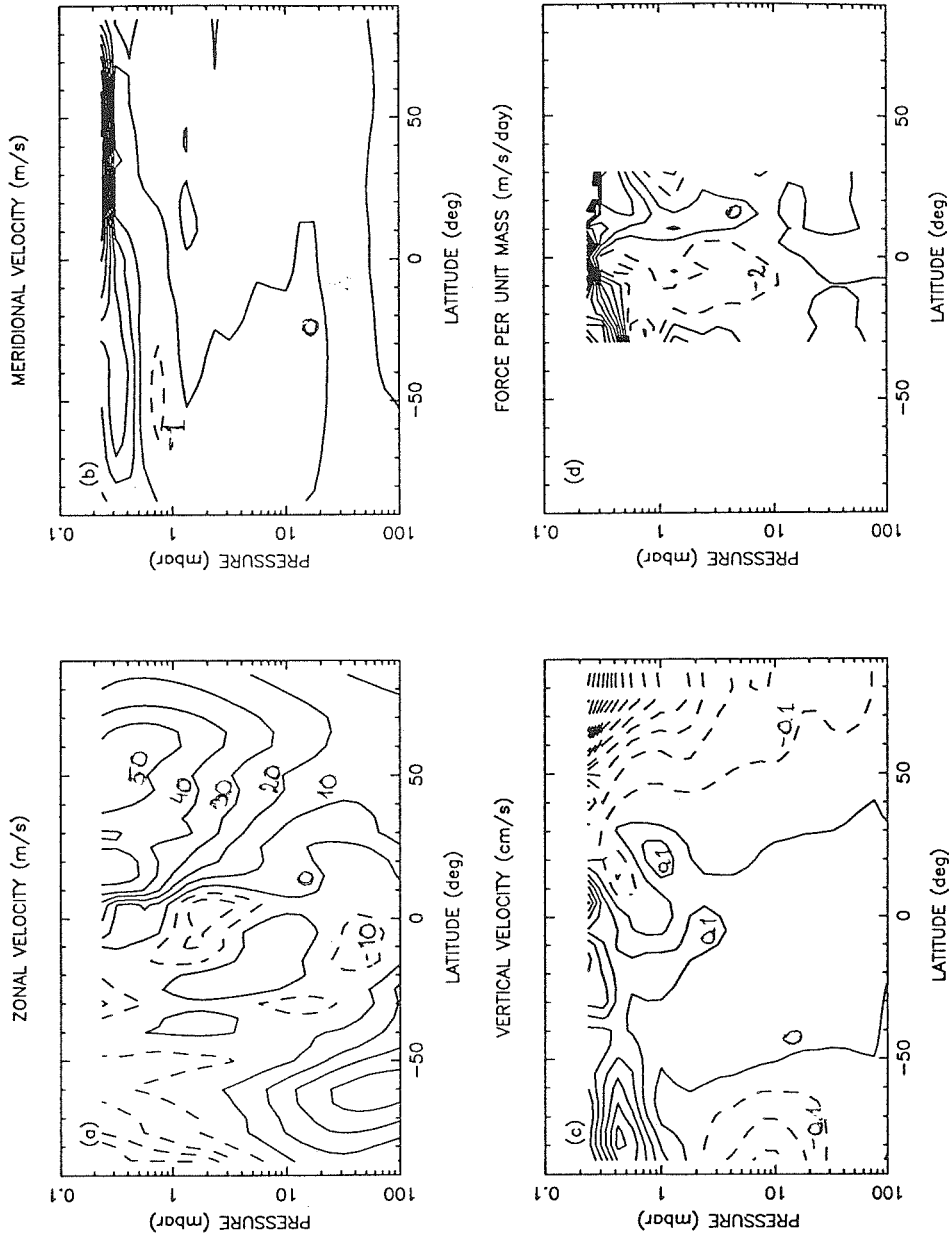 ZONAL VELOCITY (m/s)
(a)
0.1
1
10
100
PRESSURE (mbar)
50
40
30
20
10
0
-10
-50
0
50
LATITUDE (deg)
MERIDIONAL VELOCITY (m/s)
(b)
0.1
1
10
100
PRESSURE (mbar)
-1
0
-50
0
50
LATITUDE (deg)
VERTICAL VELOCITY (cm/s)
(c)
0.1
1
10
100
PRESSURE (mbar)
0.1
0.1
-0.1
0
0.1
-50
0
50
LATITUDE (deg)
FORCE PER UNIT MASS (m/s/day)
(d)
0.1
1
10
100
PRESSURE (mbar)
0
-2
-50
0
50
LATITUDE (deg)